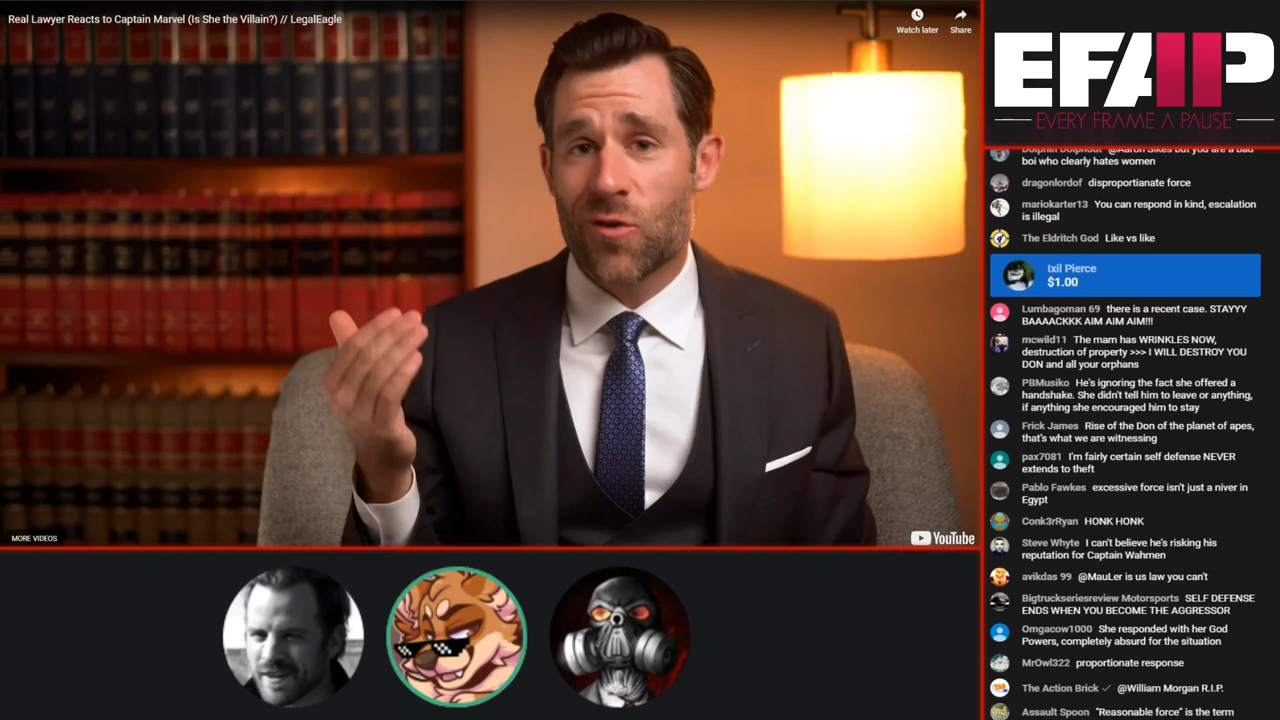 Real Lawyer Reacts to Captain Marvel (Is She the Villain?) // LegalEagle
Watch later
Share
MORE VIDEOS
YouTube
EFAP
EVERY FRAME A PAUSE
Dolphin Dolphout @Aaron Sikes but you are a bad
boi who clearly hates women
dragonlordof disproportianate force
mariokarter13 You can respond in kind, escalation
is illegal
The Eldritch God Like vs like
Ixil Pierce
$1.00
Lumbagoman 69 there is a recent case. STAYYY
BAAAACKKK AIM AIM AIM!!!
mcwild11 The mam has WRINKLES NOW,
destruction of property >>> I WILL DESTROY YOU
DON and all your orphans
PBMusiko He's ignoring the fact she offered a
handshake. She didn't tell him to leave or anything,
if anything she encouraged him to stay
Frick James Rise of the Don of the planet of apes,
that's what we are witnessing
pax7081 I'm fairly certain self defense NEVER
extends to theft
Pablo Fawkes excessive force isn't just a niver in
Egypt
Conk3rRyan HONK HONK
Steve Whyte I can't believe he's risking his
reputation for Captain Wahmen
avikdas 99 @MauLer is us law you can't
Bigtruckseriesreview Motorsports SELF DEFENSE
ENDS WHEN YOU BECOME THE AGGRESSOR
Omgacow1000 She responded with her God
Powers, completely absurd for the situation
MrOwl322 proportionate response
The Action Brick ✓ @William Morgan R.I.P.
Assault Spoon "Reasonable force" is the term